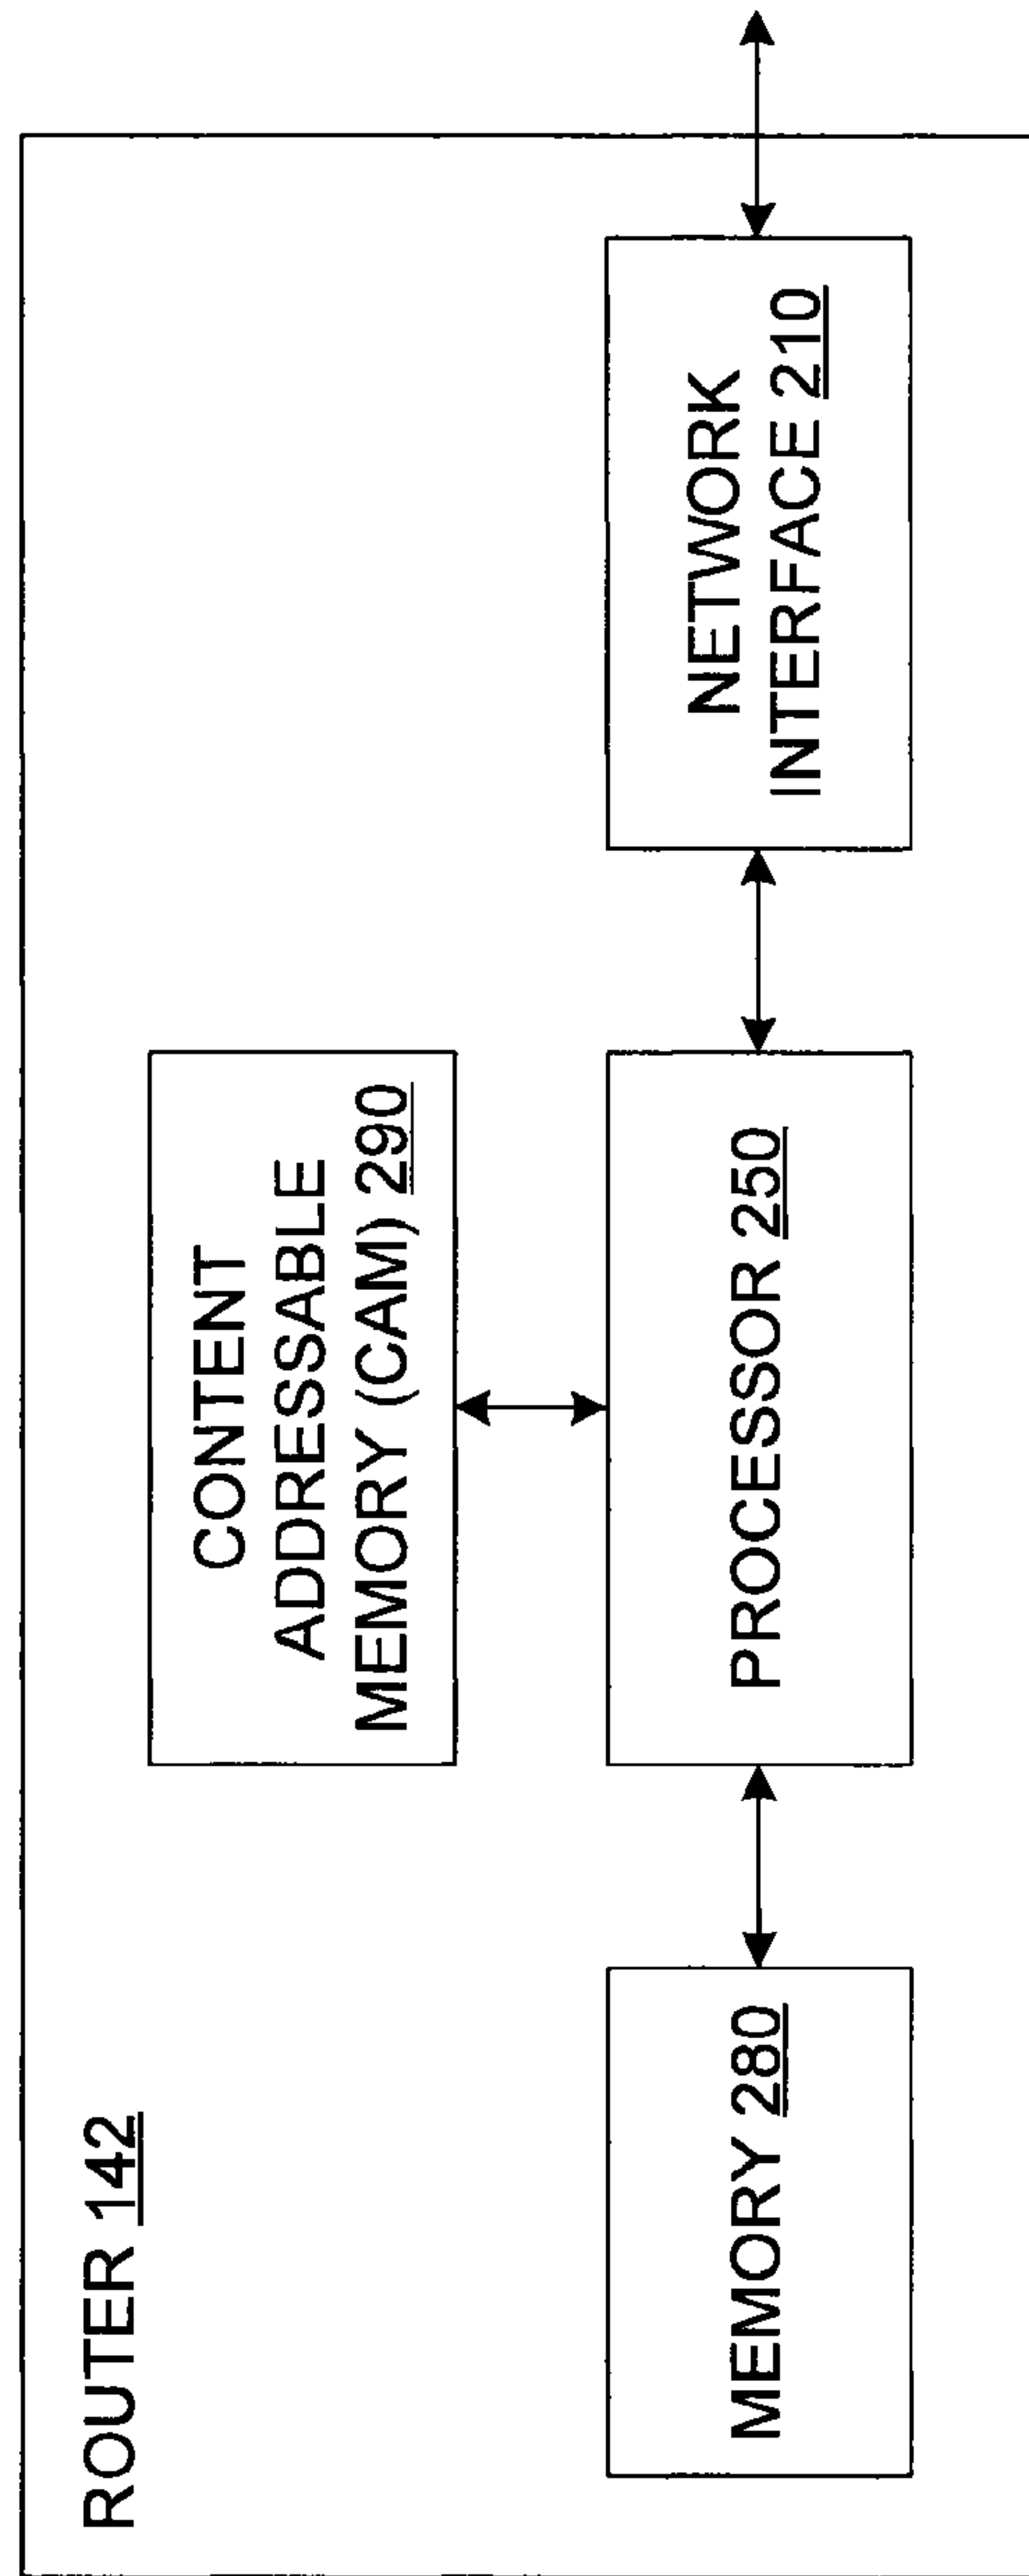 ROUTER 142
CONTENT
ADDRESSABLE
MEMORY (CAM) 290
MEMORY 280
PROCESSOR 250
NETWORK
INTERFACE 210